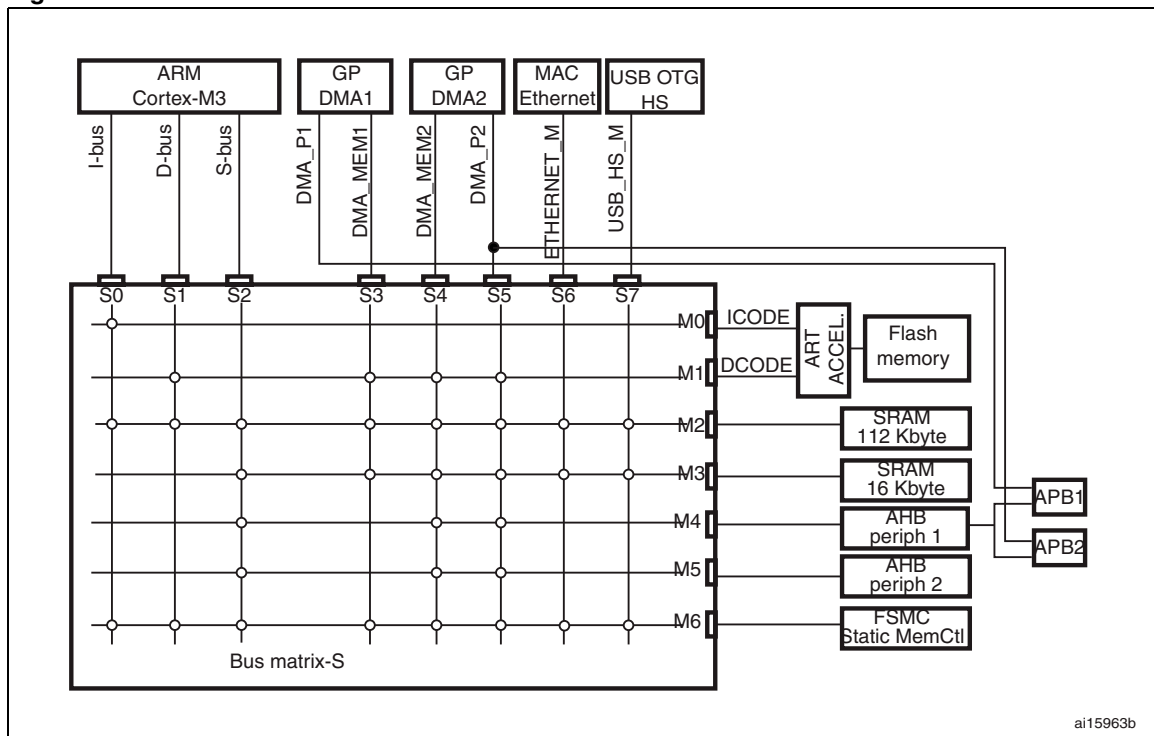 ARM
Cortex-M3
GP
DMA1
GP
DMA2
MAC
Ethernet
USB OTG
HS
I-bus
D-bus
S-bus
DMA_P1
DMA_MEM1
DMA_MEM2
DMA_P2
ETHERNET_M
USB_HS_M
S0 S1 S2 S3 S4 S5 S6 S7
M0 ICODE
M1 DCODE
ART
ACCEL.
Flash
memory
M2
SRAM
112 Kbyte
M3
SRAM
16 Kbyte
M4
AHB
periph 1
APB1
APB2
M5
AHB
periph 2
M6
FSMC
Static MemCtl
Bus matrix-S
ai15963b